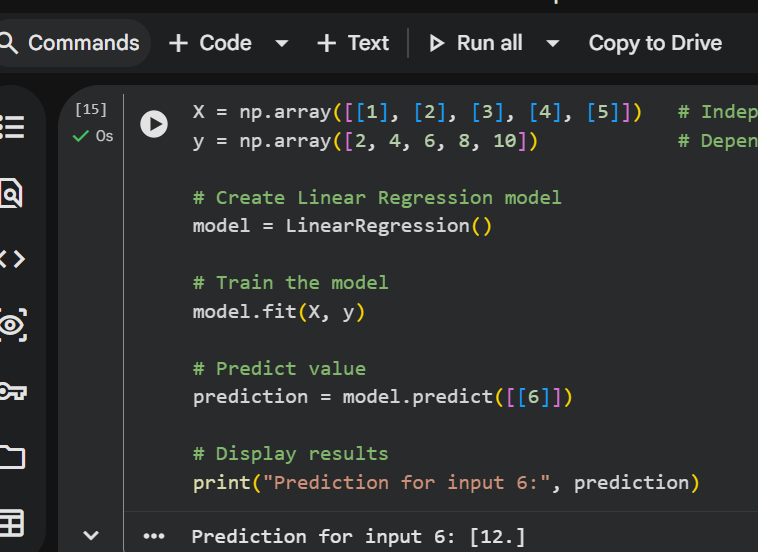 Commands + Code + Text Run all Copy to Drive
[15]
0s
X = np.array([[1], [2], [3], [4], [5]]) # Indep
y = np.array([2, 4, 6, 8, 10]) # Depen
# Create Linear Regression model
model = LinearRegression()
# Train the model
model.fit(X, y)
# Predict value
prediction = model.predict([[6]])
# Display results
print("Prediction for input 6:", prediction)
Prediction for input 6: [12.]